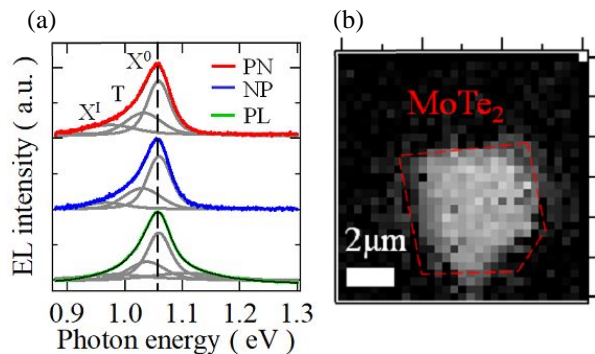 (a)
(b)
X⁰
T
Xᴵ
PN
NP
PL
EL intensity ( a.u. )
0.9 1.0 1.1 1.2 1.3
Photon energy ( eV )
MoTe₂
2μm